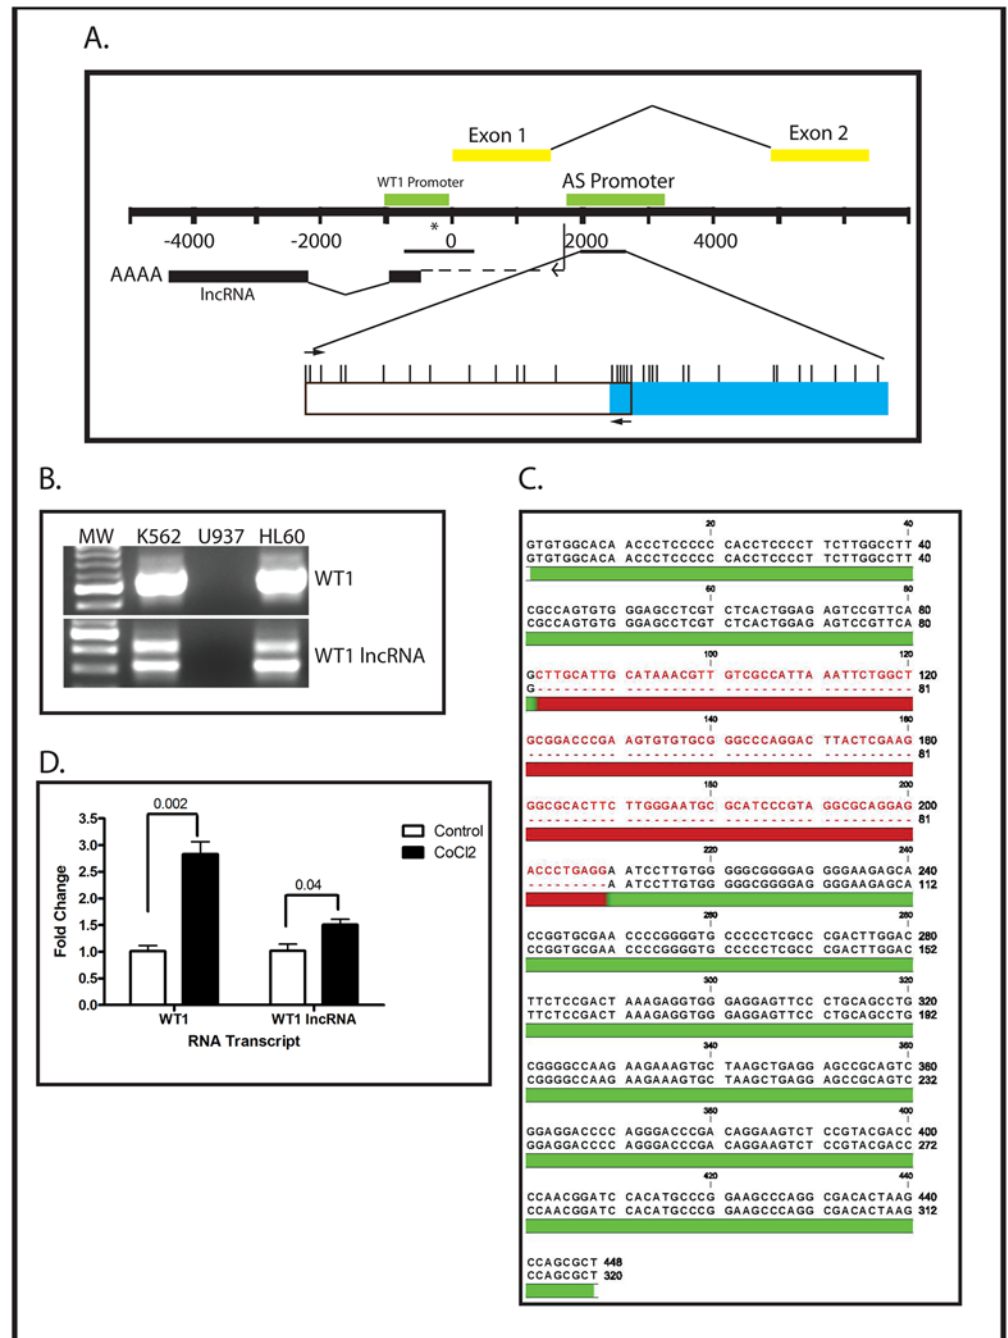 A.
Exon 1
Exon 2
WT1 Promoter
AS Promoter
*
-4000 -2000 0 2000 4000
AAAA
lncRNA
B.
MW K562 U937 HL60
WT1
WT1 lncRNA
C.
20 40
GTGTGGCACA ACCCTCCCCC CACCTCCCCT TCTTGGCCTT 40
GTGTGGCACA ACCCTCCCCC CACCTCCCCT TCTTGGCCTT 40
60 80
CGCCAGTGTG GGAGCCTCGT CTCACTGGAG AGTCCGTTCA 80
CGCCAGTGTG GGAGCCTCGT CTCACTGGAG AGTCCGTTCA 80
100 120
GCTTGCATTG CATAAACGTT GTCGCCATTA AATTCTGGCT 120
G--------- ---------- ---------- ---------- 81
140 160
GCGGACCCGA AGTGTGTGCG GGCCCAGGAC TTACTCGAAG 160
---------- ---------- ---------- ---------- 81
180 200
GGCGCACTTC TTGGGAATGC GCATCCCGTA GGCGCAGGAG 200
---------- ---------- ---------- ---------- 81
220 240
ACCCTGAGGA ATCCTTGTGG GGGCGGGGAG GGGAAGAGCA 240
---------A ATCCTTGTGG GGGCGGGGAG GGGAAGAGCA 112
260 280
CCGGTGCGAA CCCCGGGGTG CCCCCTCGCC CGACTTGGAC 280
CCGGTGCGAA CCCCGGGGTG CCCCCTCGCC CGACTTGGAC 152
300 320
TTCTCCGACT AAAGAGGTGG GAGGAGTTCC CTGCAGCCTG 320
TTCTCCGACT AAAGAGGTGG GAGGAGTTCC CTGCAGCCTG 192
340 360
CGGGGCCAAG AAGAAAGTGC TAAGCTGAGG AGCCGCAGTC 360
CGGGGCCAAG AAGAAAGTGC TAAGCTGAGG AGCCGCAGTC 232
380 400
GGAGGACCCC AGGGACCCGA CAGGAAGTCT CCGTACGACC 400
GGAGGACCCC AGGGACCCGA CAGGAAGTCT CCGTACGACC 272
420 440
CCAACGGATC CACATGCCCG GAAGCCCAGG CGACACTAAG 440
CCAACGGATC CACATGCCCG GAAGCCCAGG CGACACTAAG 312
CCAGCGCT 448
CCAGCGCT 320
D.
0.002
0.04
Control
CoCl2
3.5
3.0
2.5
2.0
1.5
1.0
0.5
0.0
Fold Change
WT1 WT1 lncRNA
RNA Transcript